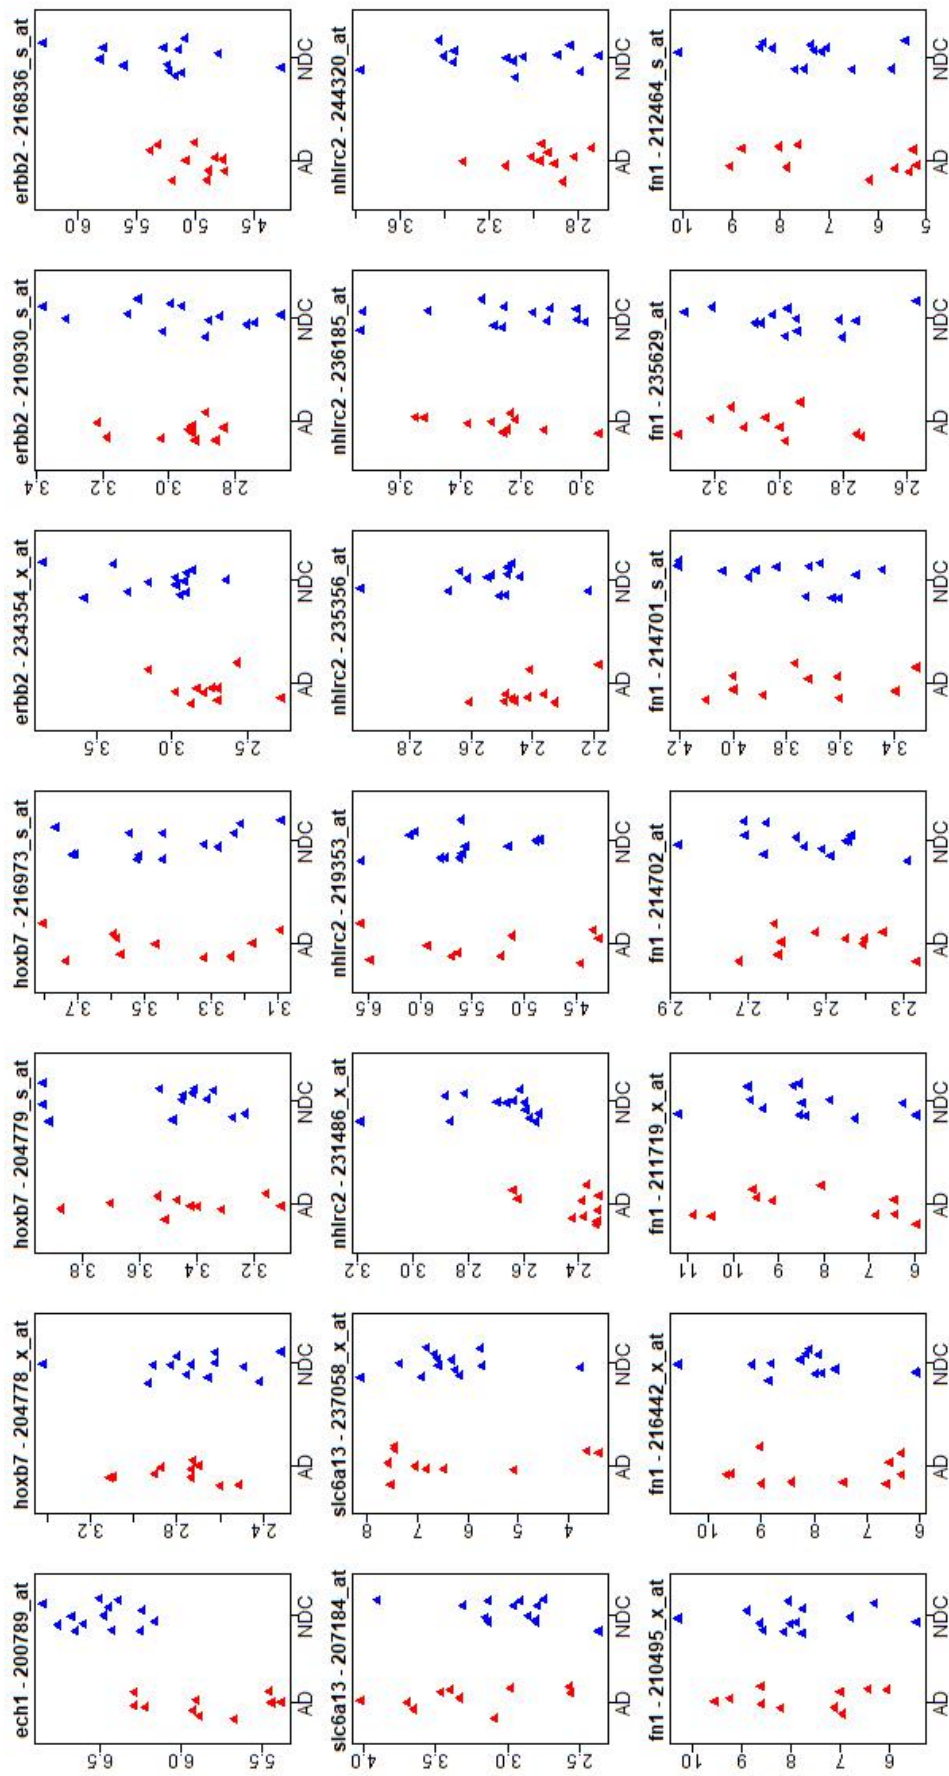 erbb2 - 216836_s_at
NDC
AD
6.0 5.5 5.0 4.5
nhlrc2 - 244320_at
NDC
AD
3.6 3.2 2.8
fn1 - 212464_s_at
NDC
AD
10 9 8 7 6 5
erbb2 - 210930_s_at
NDC
AD
3.4 3.2 3.0 2.8
nhlrc2 - 236185_at
NDC
AD
3.6 3.4 3.2 3.0
fn1 - 235629_at
NDC
AD
3.2 3.0 2.8 2.6
erbb2 - 234354_x_at
NDC
AD
3.5 3.0 2.5
nhlrc2 - 235356_at
NDC
AD
2.8 2.6 2.4 2.2
fn1 - 214701_s_at
NDC
AD
4.2 4.0 3.8 3.6 3.4
hoxb7 - 216973_s_at
NDC
AD
3.7 3.5 3.3 3.1
nhlrc2 - 219353_at
NDC
AD
6.5 6.0 5.5 5.0 4.5
fn1 - 214702_at
NDC
AD
2.9 2.7 2.5 2.3
hoxb7 - 204779_s_at
NDC
AD
3.8 3.6 3.4 3.2
nhlrc2 - 231486_x_at
NDC
AD
3.2 3.0 2.8 2.6 2.4
fn1 - 211719_x_at
NDC
AD
11 10 9 8 7 6
hoxb7 - 204778_x_at
NDC
AD
3.2 2.8 2.4
slc6a13 - 237058_x_at
NDC
AD
8 7 6 5 4
fn1 - 216442_x_at
NDC
AD
10 9 8 7 6
ech1 - 200789_at
NDC
AD
6.5 6.0 5.5
slc6a13 - 207184_at
NDC
AD
4.0 3.5 3.0 2.5
fn1 - 210495_x_at
NDC
AD
10 9 8 7 6